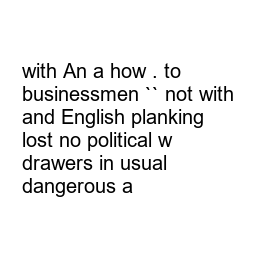 with An a how . to
businessmen `` not with
and English planking
lost no political w
drawers in usual
dangerous a